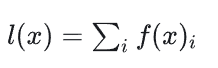 l(x) = ∑ᵢ f(x)ᵢ